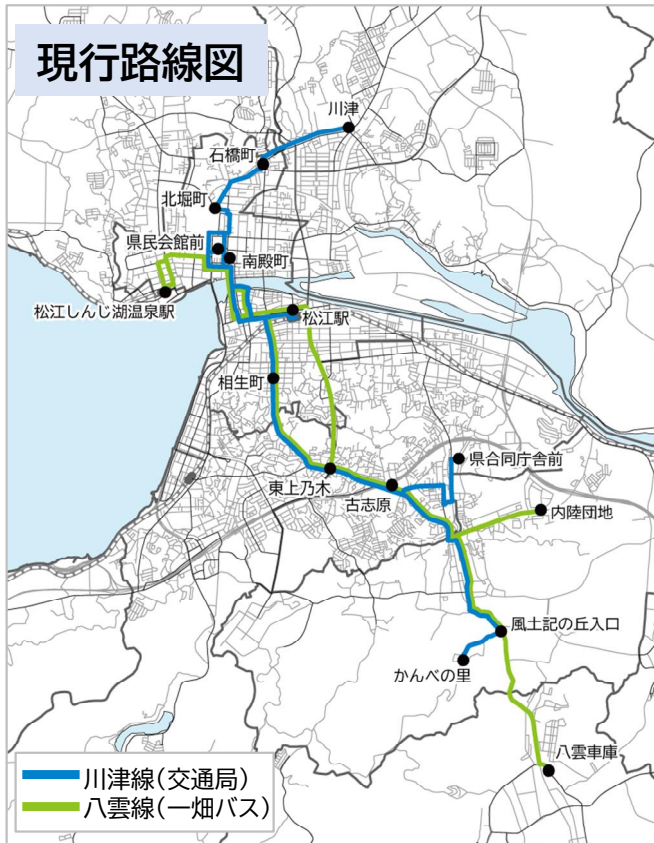 現行路線図
川津
石橋町
北堀町
県民会館前
南殿町
松江しんじ湖温泉駅
松江駅
相生町
県合同庁舎前
東上乃木
古志原
内陸団地
風土記の丘入口
かんべの里
八雲車庫
川津線(交通局)
八雲線(一畑バス)